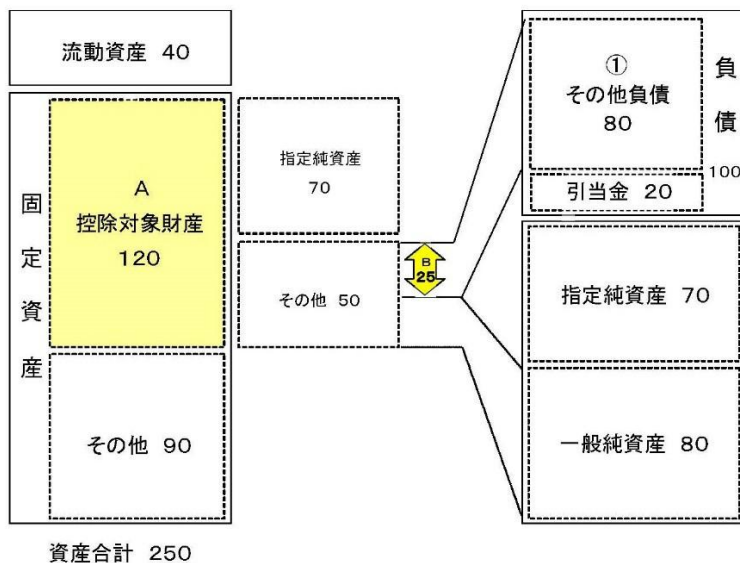 流動資産 40
固定資産
A
控除対象財産
120
その他 90
資産合計 250
指定純資産
70
その他 50
B
25
①
その他負債
80
引当金 20
負債
100
指定純資産 70
一般純資産 80